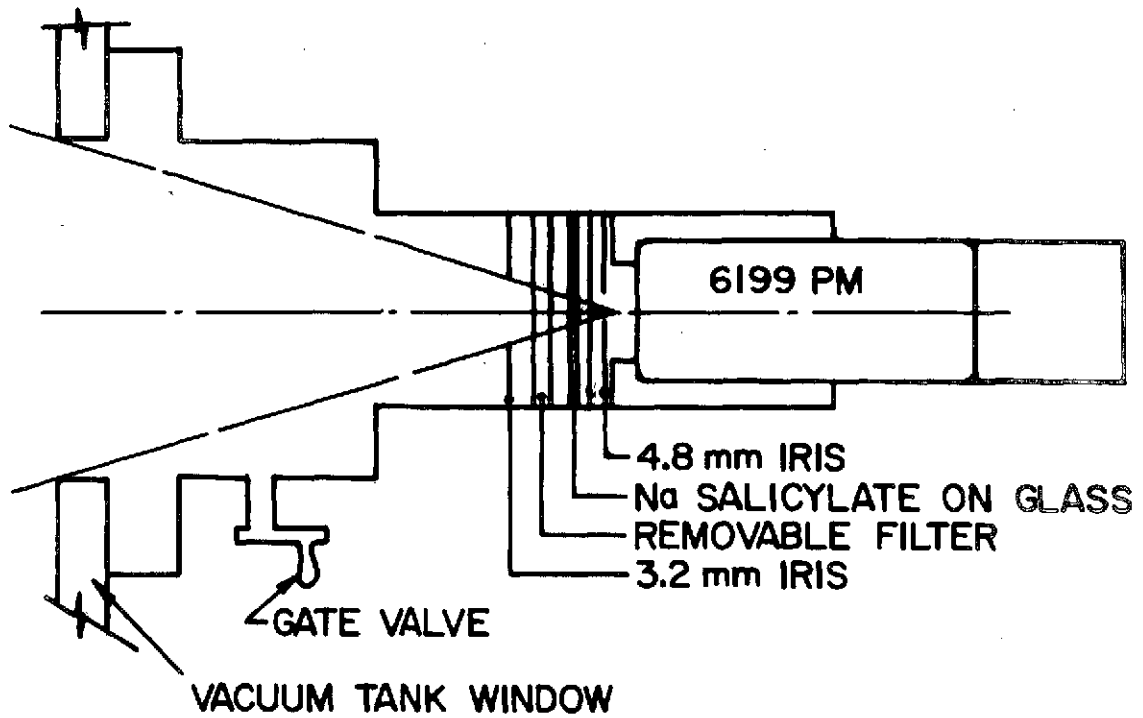 6199 PM
4.8 mm IRIS
Na SALICYLATE ON GLASS
REMOVABLE FILTER
3.2 mm IRIS
GATE VALVE
VACUUM TANK WINDOW